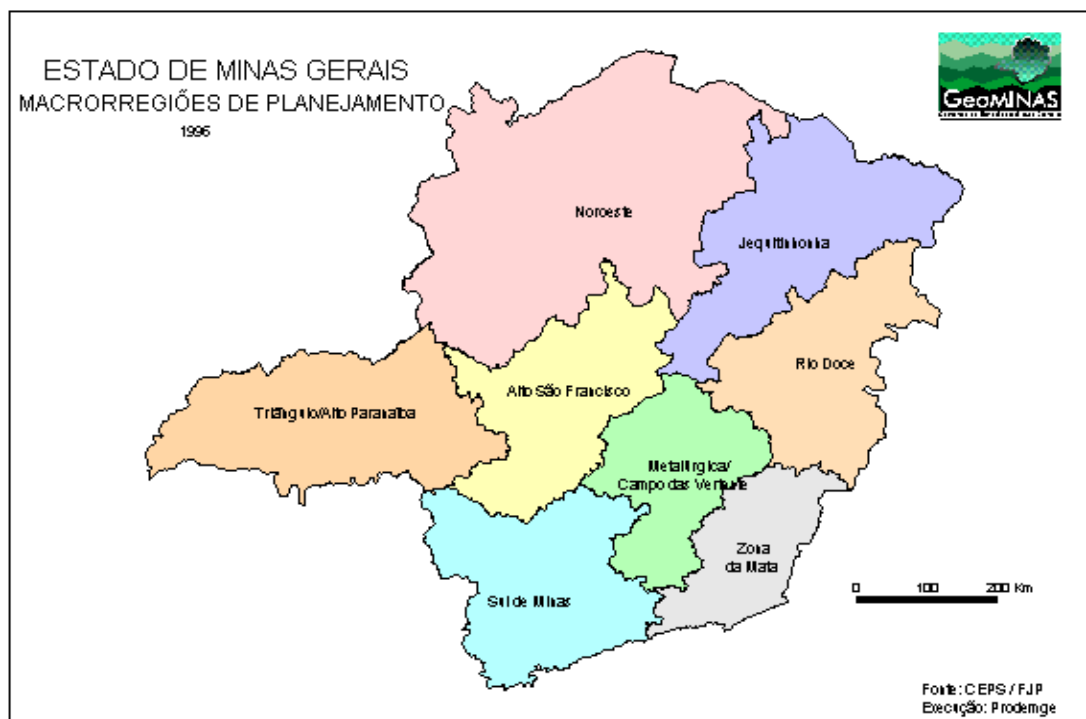 ESTADO DE MINAS GERAIS
MACRORREGIÕES DE PLANEJAMENTO
1996
GeoMINAS
Noroeste
Jequitinhonha
Rio Doce
Alto São Francisco
Triângulo/Alto Paranaíba
Metalúrgica/
Campo das Vertente
Zona
da Mata
Sul de Minas
0 100 200 Km
Fonte: CEPS / FJP
Execução: Prodemge